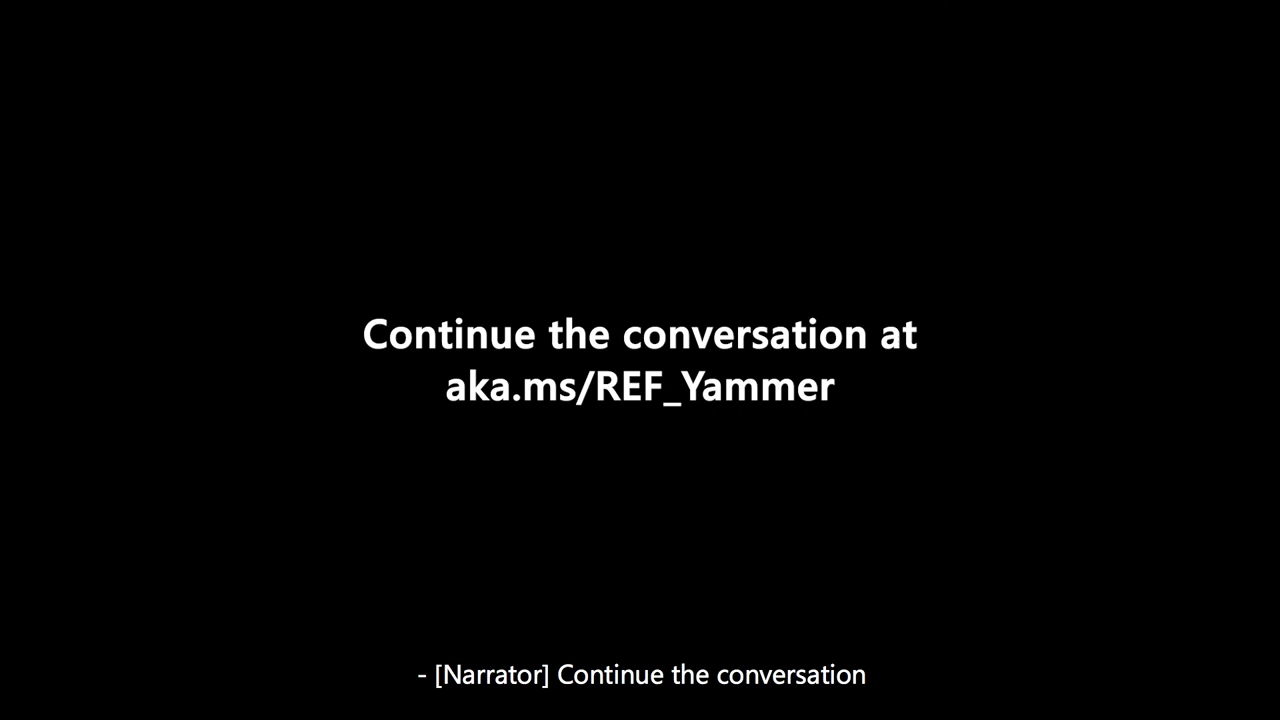 Continue the conversation at
aka.ms/REF_Yammer
- [Narrator] Continue the conversation